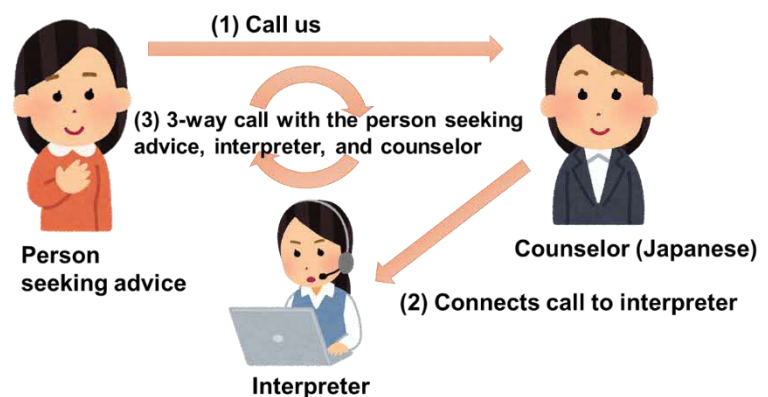 (1) Call us
(3) 3-way call with the person seeking
advice, interpreter, and counselor
Person
seeking advice
Counselor (Japanese)
(2) Connects call to interpreter
Interpreter